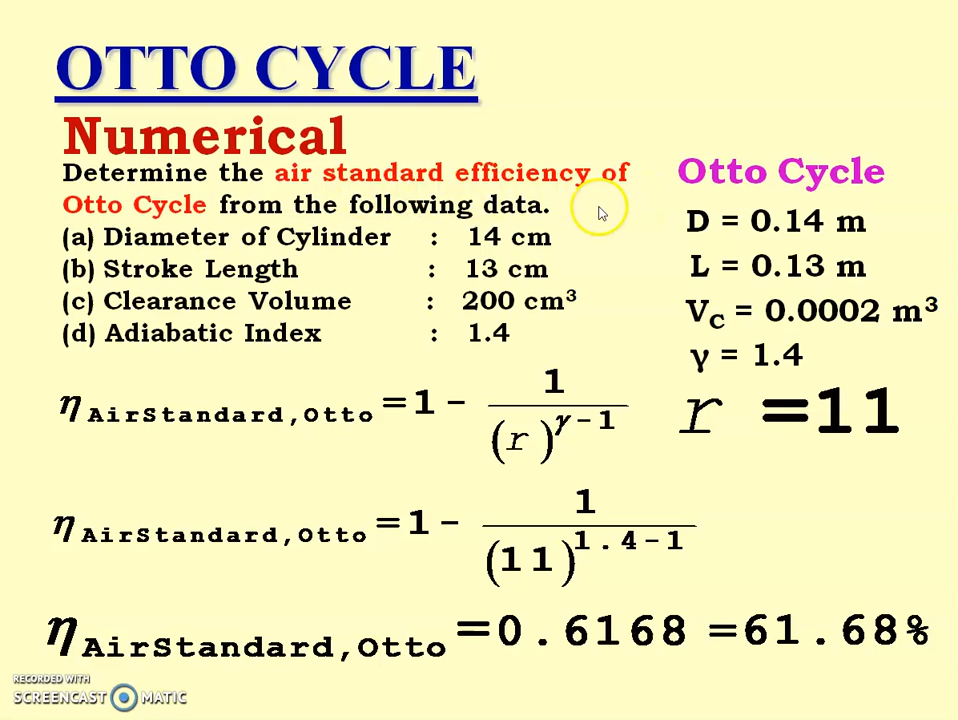 OTTO CYCLE
Numerical
Determine the air standard efficiency of
Otto Cycle from the following data.
(a) Diameter of Cylinder : 14 cm
(b) Stroke Length : 13 cm
(c) Clearance Volume : 200 cm³
(d) Adiabatic Index : 1.4
Otto Cycle
D = 0.14 m
L = 0.13 m
V_C = 0.0002 m³
γ = 1.4
r =11
η_AirStandard,Otto =1- 1/(r)^(γ-1)
η_AirStandard,Otto =1- 1/(11)^(1.4-1)
η_AirStandard,Otto =0.6168 =61.68%
RECORDED WITH
SCREENCAST MATIC